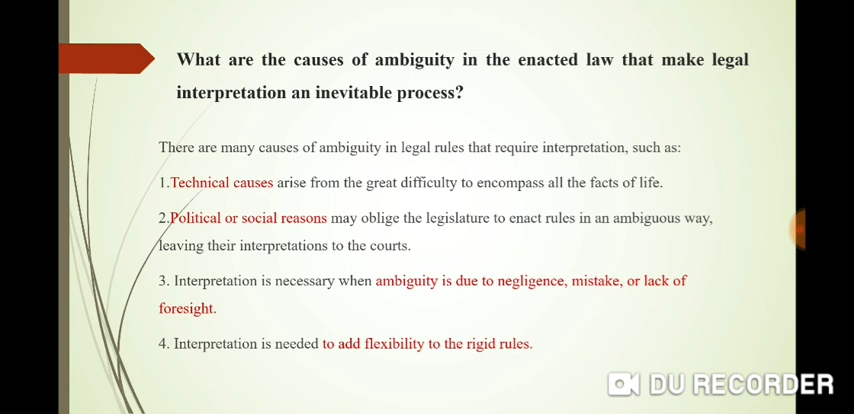 What are the causes of ambiguity in the enacted law that make legal
interpretation an inevitable process?
There are many causes of ambiguity in legal rules that require interpretation, such as:
1.Technical causes arise from the great difficulty to encompass all the facts of life.
2.Political or social reasons may oblige the legislature to enact rules in an ambiguous way,
leaving their interpretations to the courts.
3. Interpretation is necessary when ambiguity is due to negligence, mistake, or lack of
foresight.
4. Interpretation is needed to add flexibility to the rigid rules.
DU RECORDER